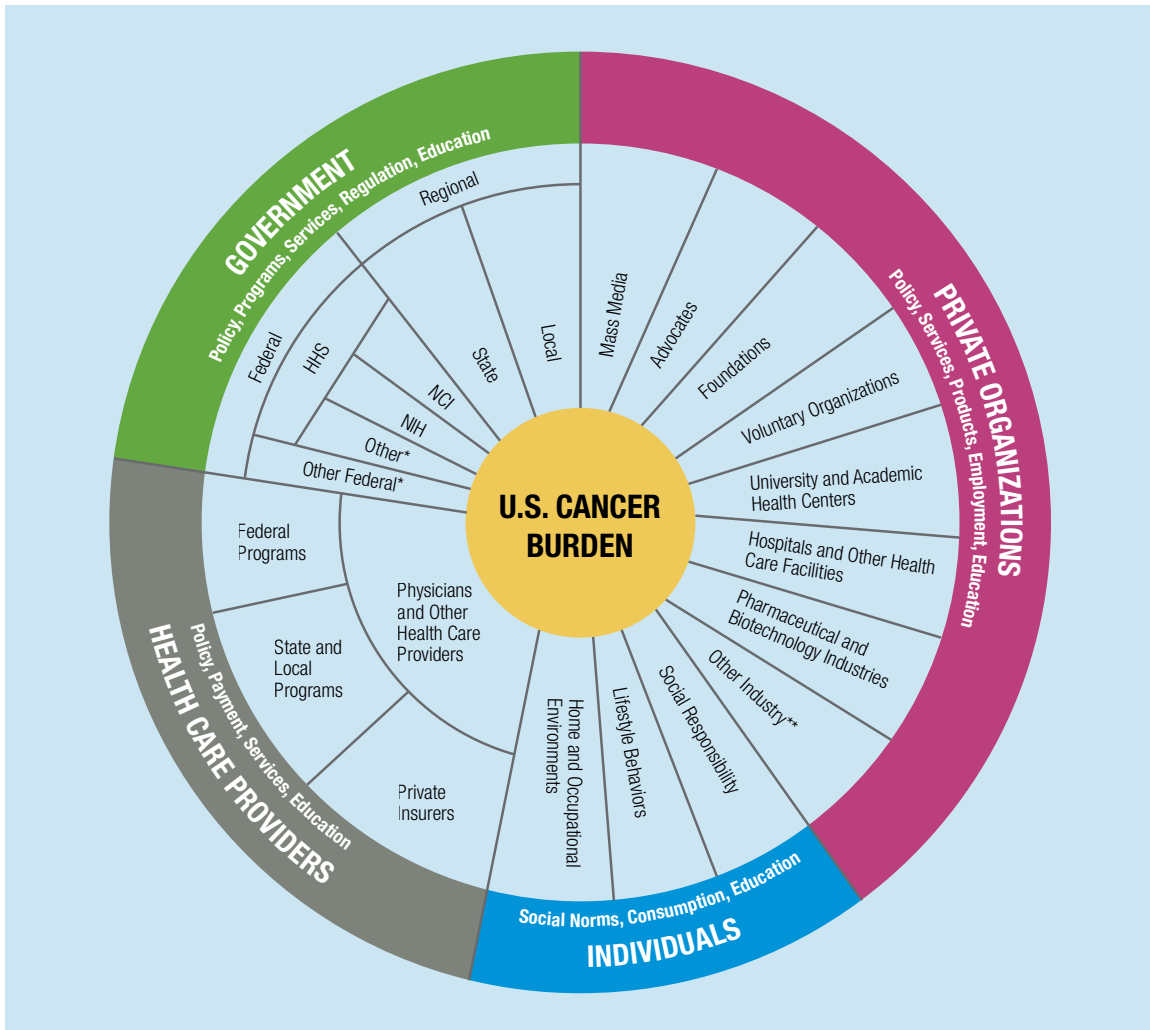 GOVERNMENT
Policy, Programs, Services, Regulation, Education
Regional
Federal
HHS
NCI
NIH
Other*
Other Federal*
State
Local
PRIVATE ORGANIZATIONS
Policy, Services, Products, Employment, Education
Mass Media
Advocates
Foundations
Voluntary Organizations
University and Academic
Health Centers
Hospitals and Other Health
Care Facilities
Pharmaceutical and
Biotechnology Industries
Other Industry**
U.S. CANCER
BURDEN
Federal
Programs
State and
Local
Programs
Private
Insurers
Physicians
and Other
Health Care
Providers
Policy, Payment, Services, Education
HEALTH CARE PROVIDERS
Home and Occupational
Environments
Lifestyle Behaviors
Social Responsibility
Social Norms, Consumption, Education
INDIVIDUALS